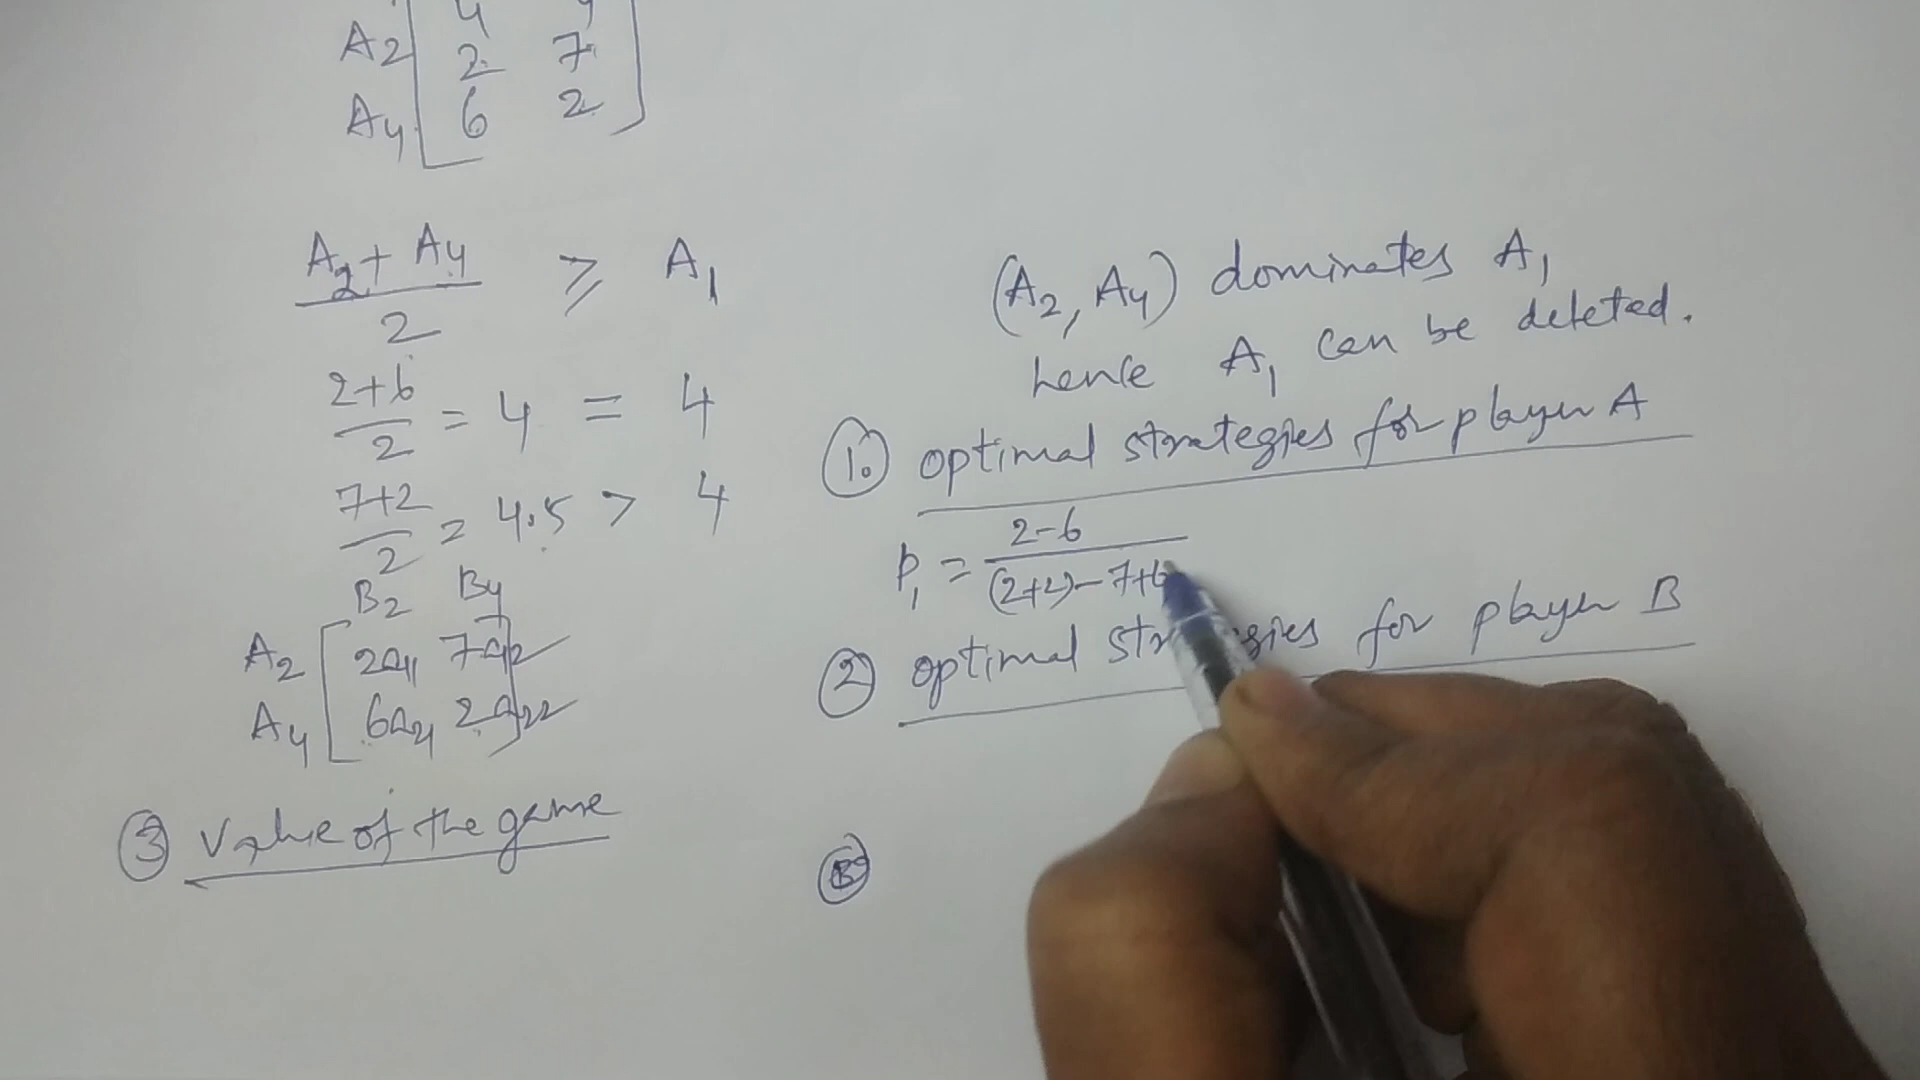 4 4
A2 2 7
A4 6 2
A2 + A4 / 2 ≥ A1
2+6 / 2 = 4 = 4
7+2 / 2 = 4.5 > 4
(A2, A4) dominates A1
hence A1 can be deleted.
1. optimal strategies for player A
P1 = 2-6 / (2+2)-7+6
2 optimal strategies for player B
B2 B4
A2 2a11 7a12
A4 6a21 2a22
3 Value of the game